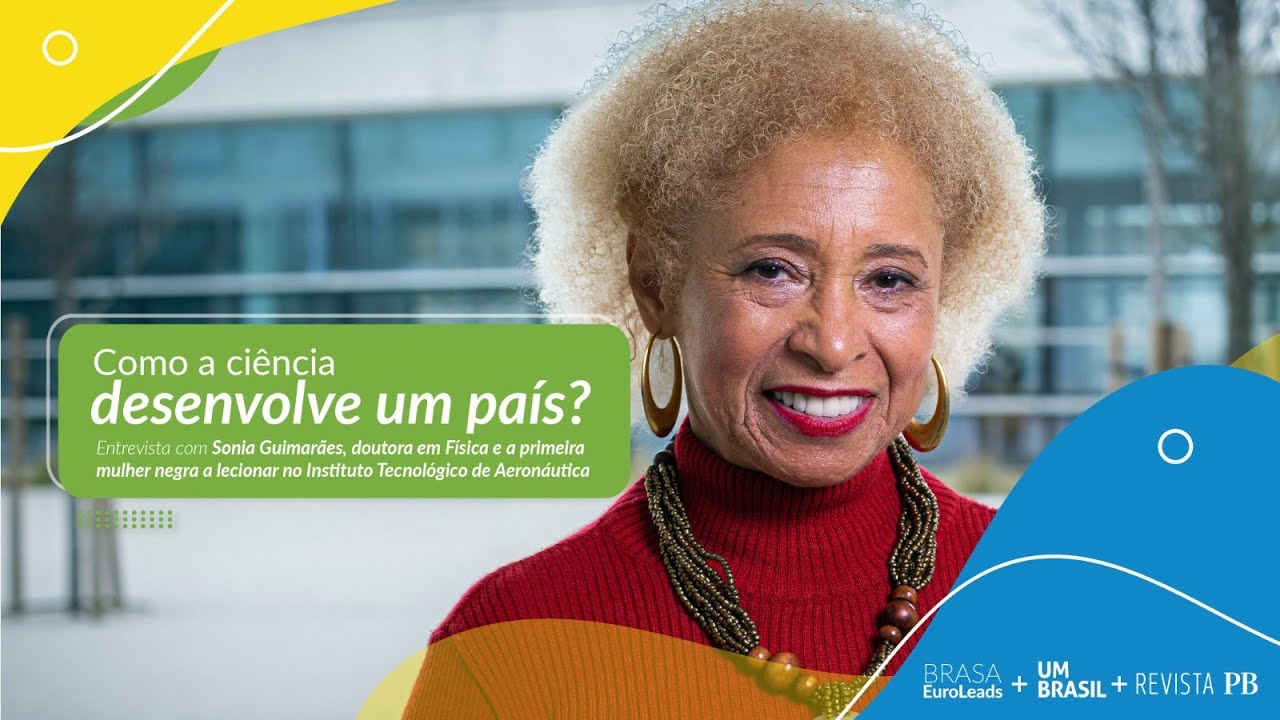 Como a ciência
desenvolve um país?
Entrevista com Sonia Guimarães, doutora em Física e a primeira
mulher negra a lecionar no Instituto Tecnológico de Aeronáutica
BRASA
EuroLeads
+
UM
BRASIL
+ REVISTA PB